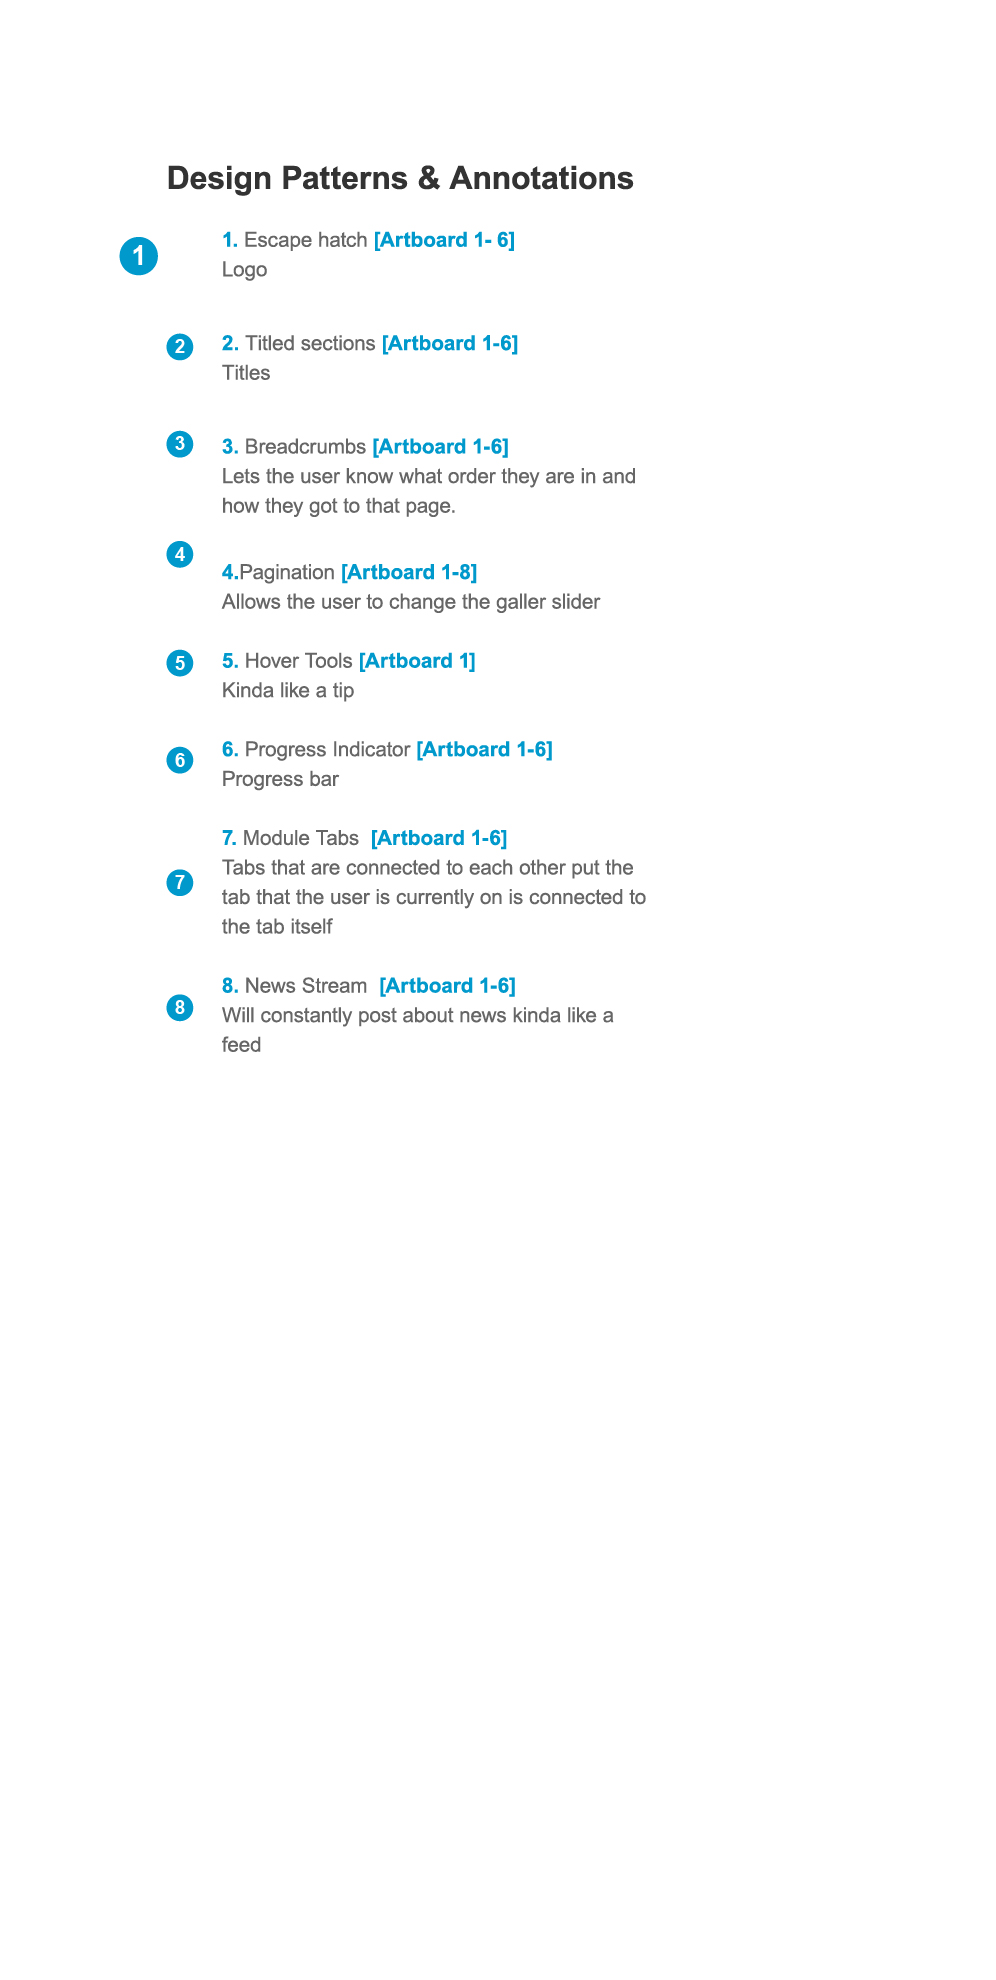 Design Patterns & Annotations
1
1. Escape hatch [Artboard 1- 6]
Logo
2
2. Titled sections [Artboard 1-6]
Titles
3
3. Breadcrumbs [Artboard 1-6]
Lets the user know what order they are in and
how they got to that page.
4
4.Pagination [Artboard 1-8]
Allows the user to change the galler slider
5
5. Hover Tools [Artboard 1]
Kinda like a tip
6
6. Progress Indicator [Artboard 1-6]
Progress bar
7. Module Tabs  [Artboard 1-6]
Tabs that are connected to each other put the
7
tab that the user is currently on is connected to
the tab itself
8. News Stream  [Artboard 1-6]
8
Will constantly post about news kinda like a
feed